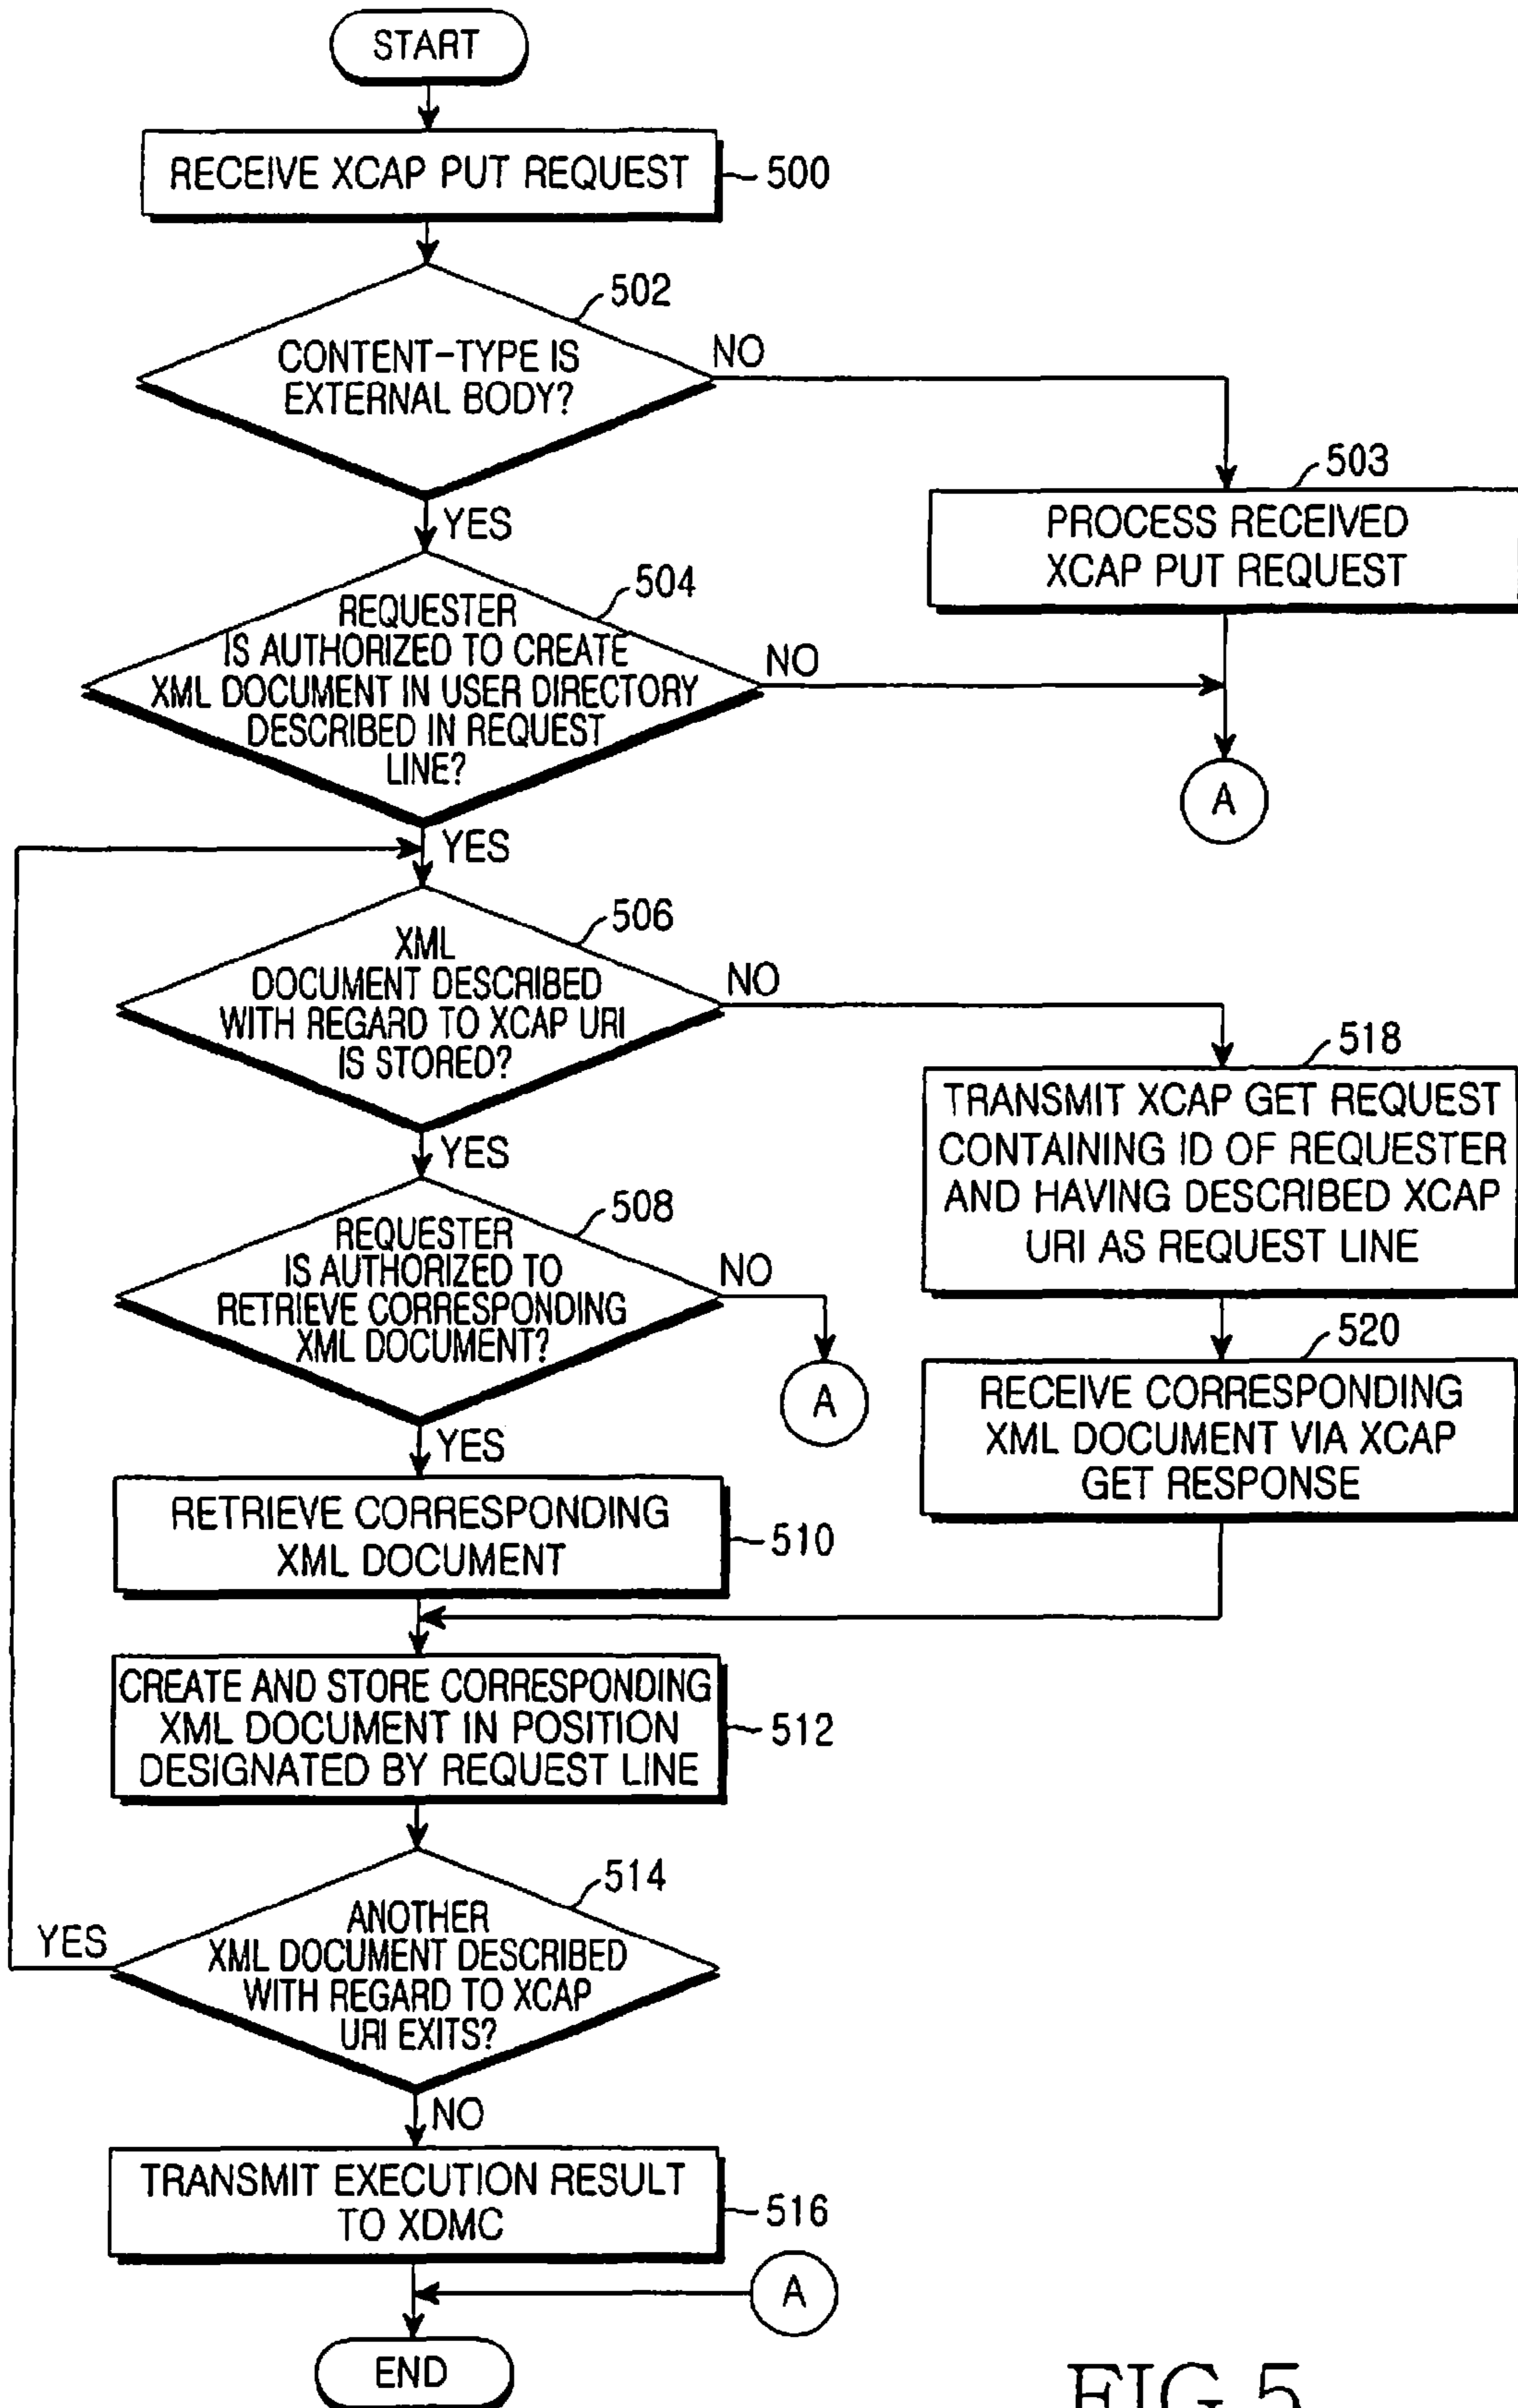 START
RECEIVE XCAP PUT REQUEST
500
502
CONTENT-TYPE IS
EXTERNAL BODY?
NO
YES
503
PROCESS RECEIVED
XCAP PUT REQUEST
504
REQUESTER
IS AUTHORIZED TO CREATE
XML DOCUMENT IN USER DIRECTORY
DESCRIBED IN REQUEST
LINE?
NO
A
YES
506
XML
DOCUMENT DESCRIBED
WITH REGARD TO XCAP URI
IS STORED?
NO
YES
518
TRANSMIT XCAP GET REQUEST
CONTAINING ID OF REQUESTER
AND HAVING DESCRIBED XCAP
URI AS REQUEST LINE
508
REQUESTER
IS AUTHORIZED TO
RETRIEVE CORRESPONDING
XML DOCUMENT?
NO
A
YES
520
RECEIVE CORRESPONDING
XML DOCUMENT VIA XCAP
GET RESPONSE
RETRIEVE CORRESPONDING
XML DOCUMENT
510
CREATE AND STORE CORRESPONDING
XML DOCUMENT IN POSITION
DESIGNATED BY REQUEST LINE
512
514
ANOTHER
XML DOCUMENT DESCRIBED
WITH REGARD TO XCAP
URI EXITS?
YES
NO
TRANSMIT EXECUTION RESULT
TO XDMC
516
A
END
FIG.5